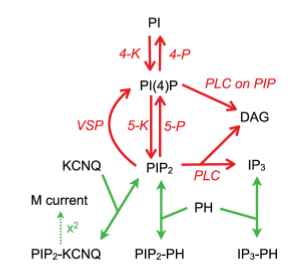 PI
4-K 4-P
PI(4)P PLC on PIP
DAG
VSP 5-K 5-P
KCNQ PIP₂ IP₃
PLC
M current PH
x²
PIP₂-KCNQ PIP₂-PH IP₃-PH